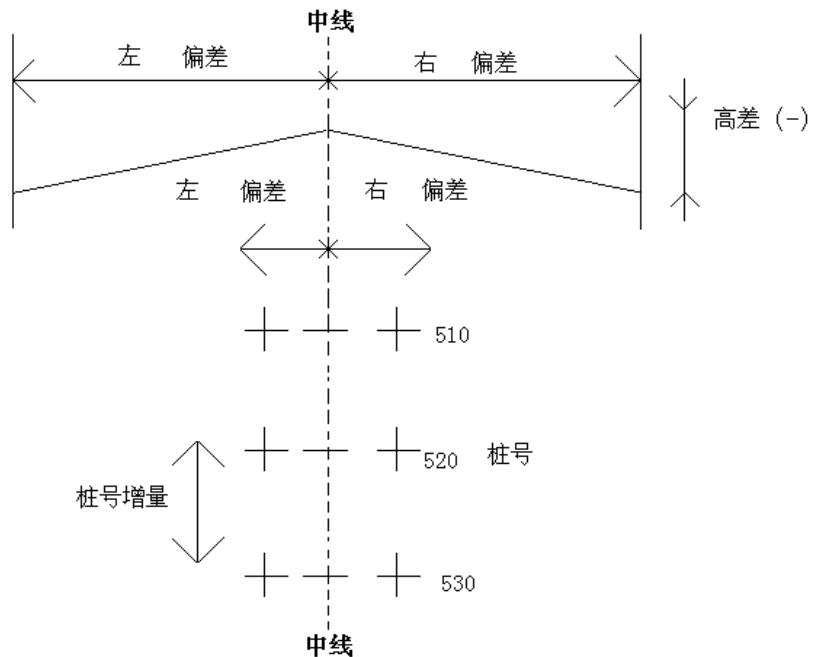 中线
左 偏差
右 偏差
高差 (-)
左 偏差
右 偏差
510
520 桩号
桩号增量
530
中线